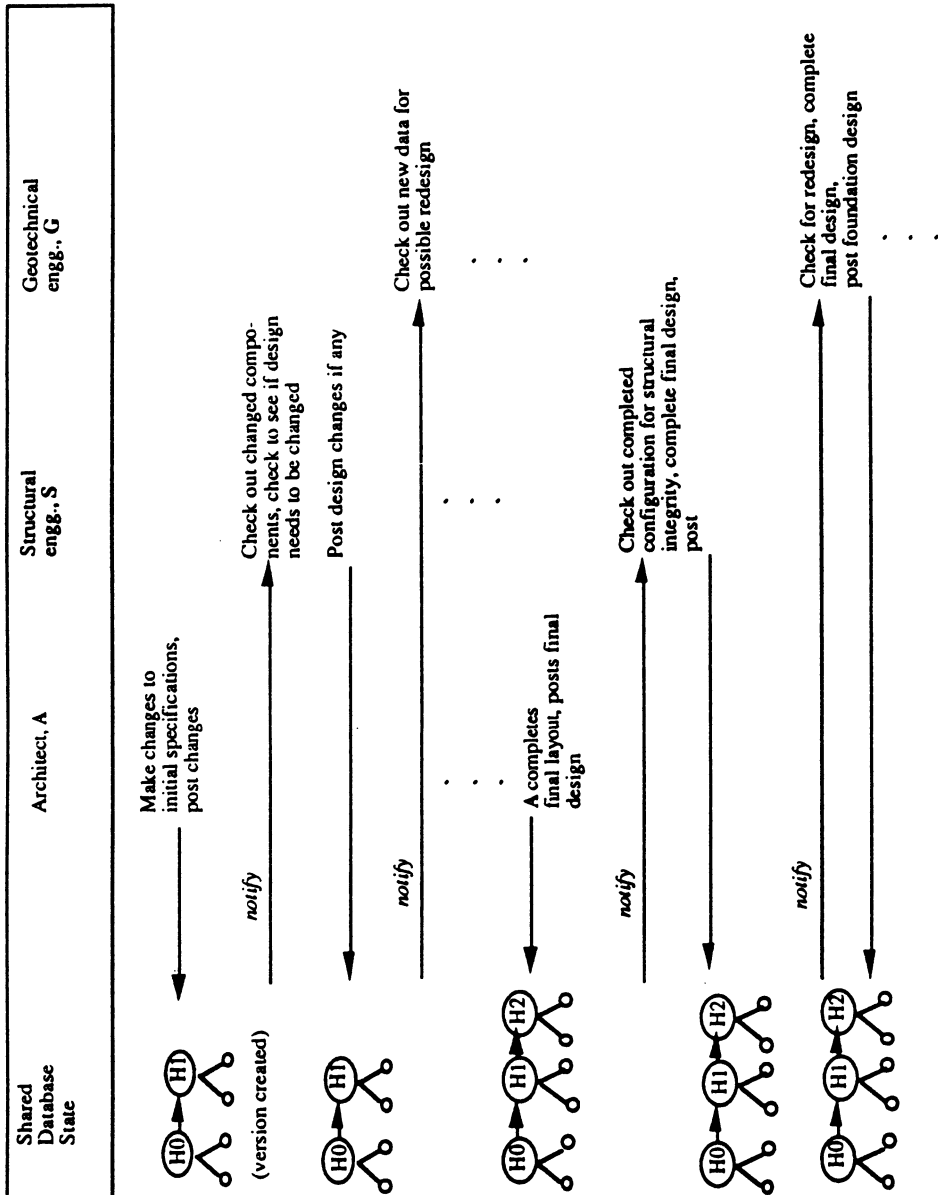 Shared
Database
State
Architect, A
Structural
engg., S
Geotechnical
engg., G
H0
H1
Make changes to
initial specifications,
post changes
(version created)
notify
Check out changed compo-
nents, check to see if design
needs to be changed
H0
H1
Post design changes if any
notify
Check out new data for
possible redesign
. . .
. . .
. . .
H0
H1
H2
A completes
final layout, posts final
design
notify
Check out completed
configuration for structural
integrity, complete final design,
post
H0
H1
H2
notify
Check for redesign, complete
final design,
post foundation design
H0
H1
H2
. . .